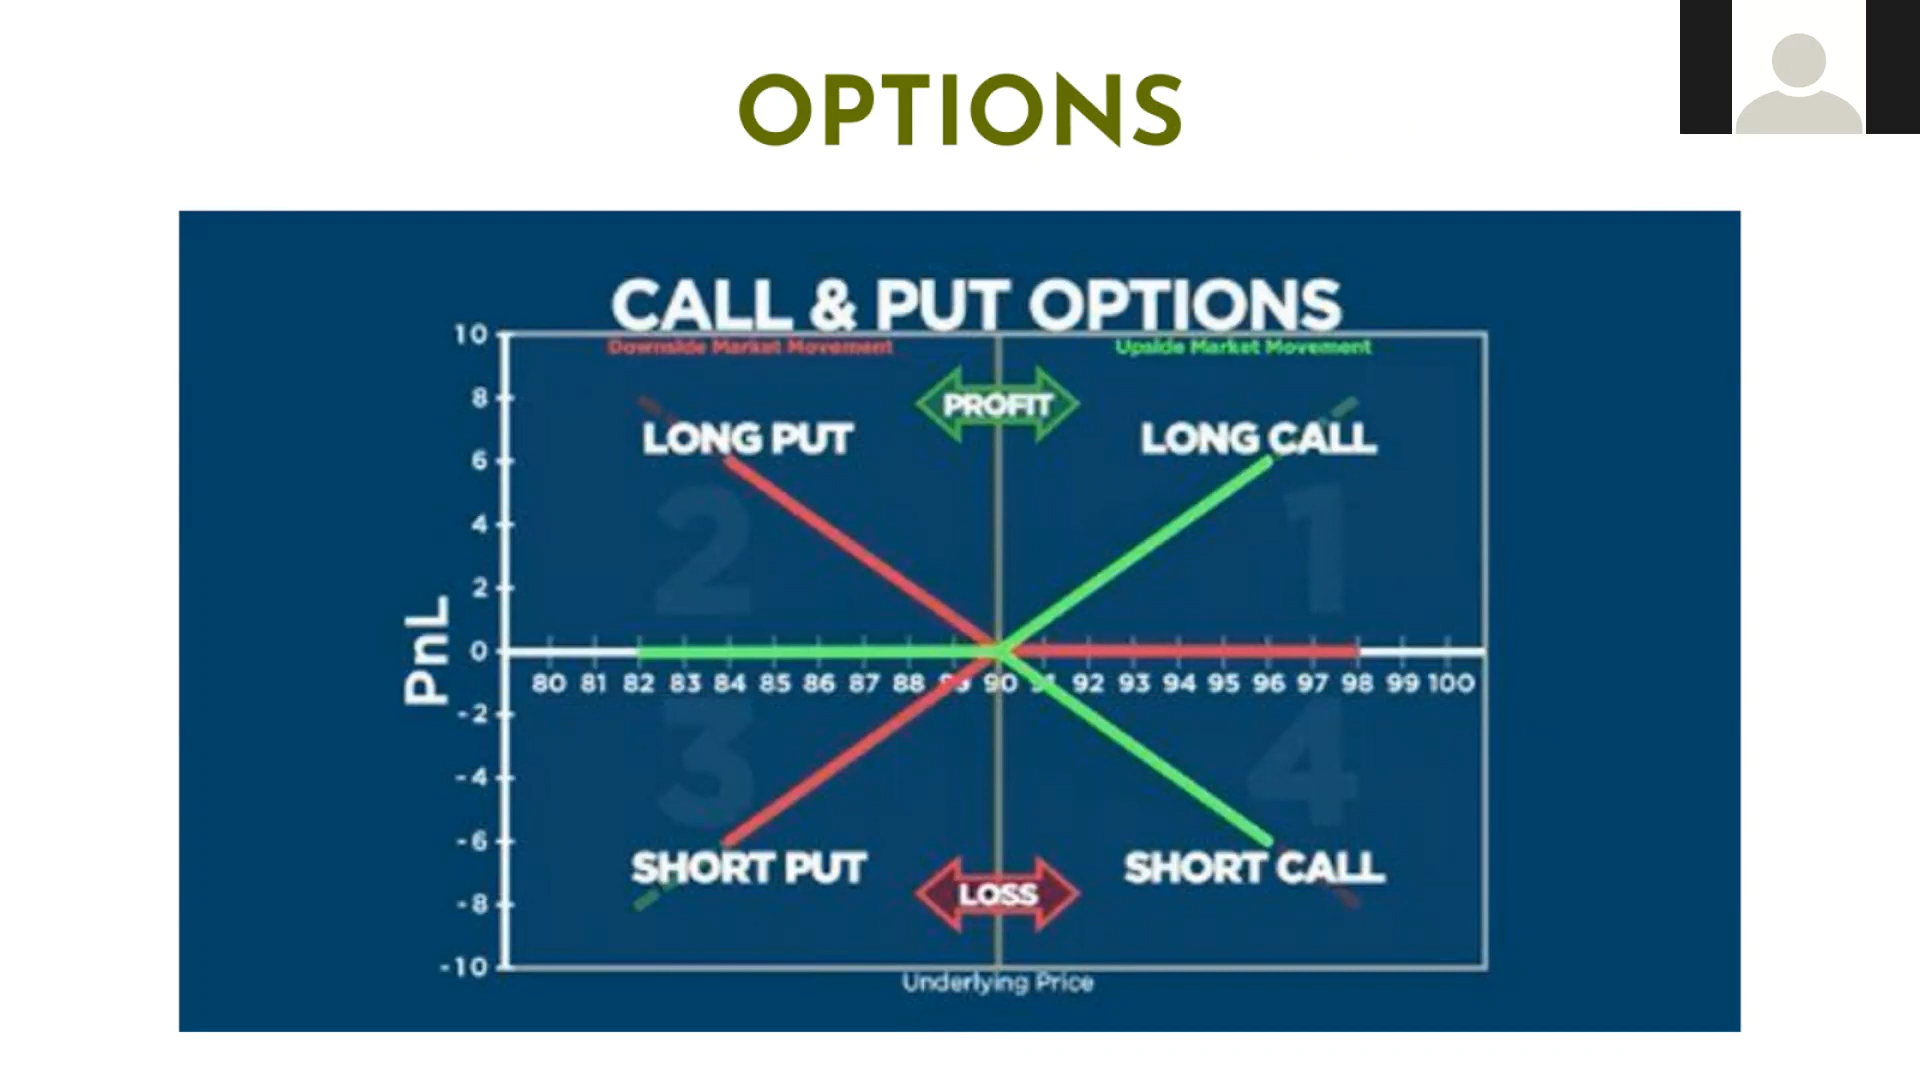 OPTIONS
CALL & PUT OPTIONS
Downside Market Movement
Upside Market Movement
PROFIT
LONG PUT
LONG CALL
2
1
3
4
SHORT PUT
SHORT CALL
LOSS
PnL
10
8
6
4
2
0
-2
-4
-6
-8
-10
80 81 82 83 84 85 86 87 88 89 90 91 92 93 94 95 96 97 98 99 100
Underlying Price